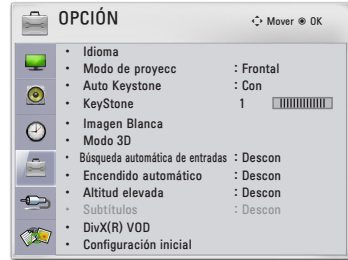 OPCIÓN Mover OK
• Idioma
• Modo de proyecc : Frontal
• Auto Keystone : Con
• KeyStone 1
• Imagen Blanca
• Modo 3D
• Búsqueda automática de entradas : Descon
• Encendido automático : Descon
• Altitud elevada : Descon
• Subtítulos : Descon
• DivX(R) VOD
• Configuración inicial